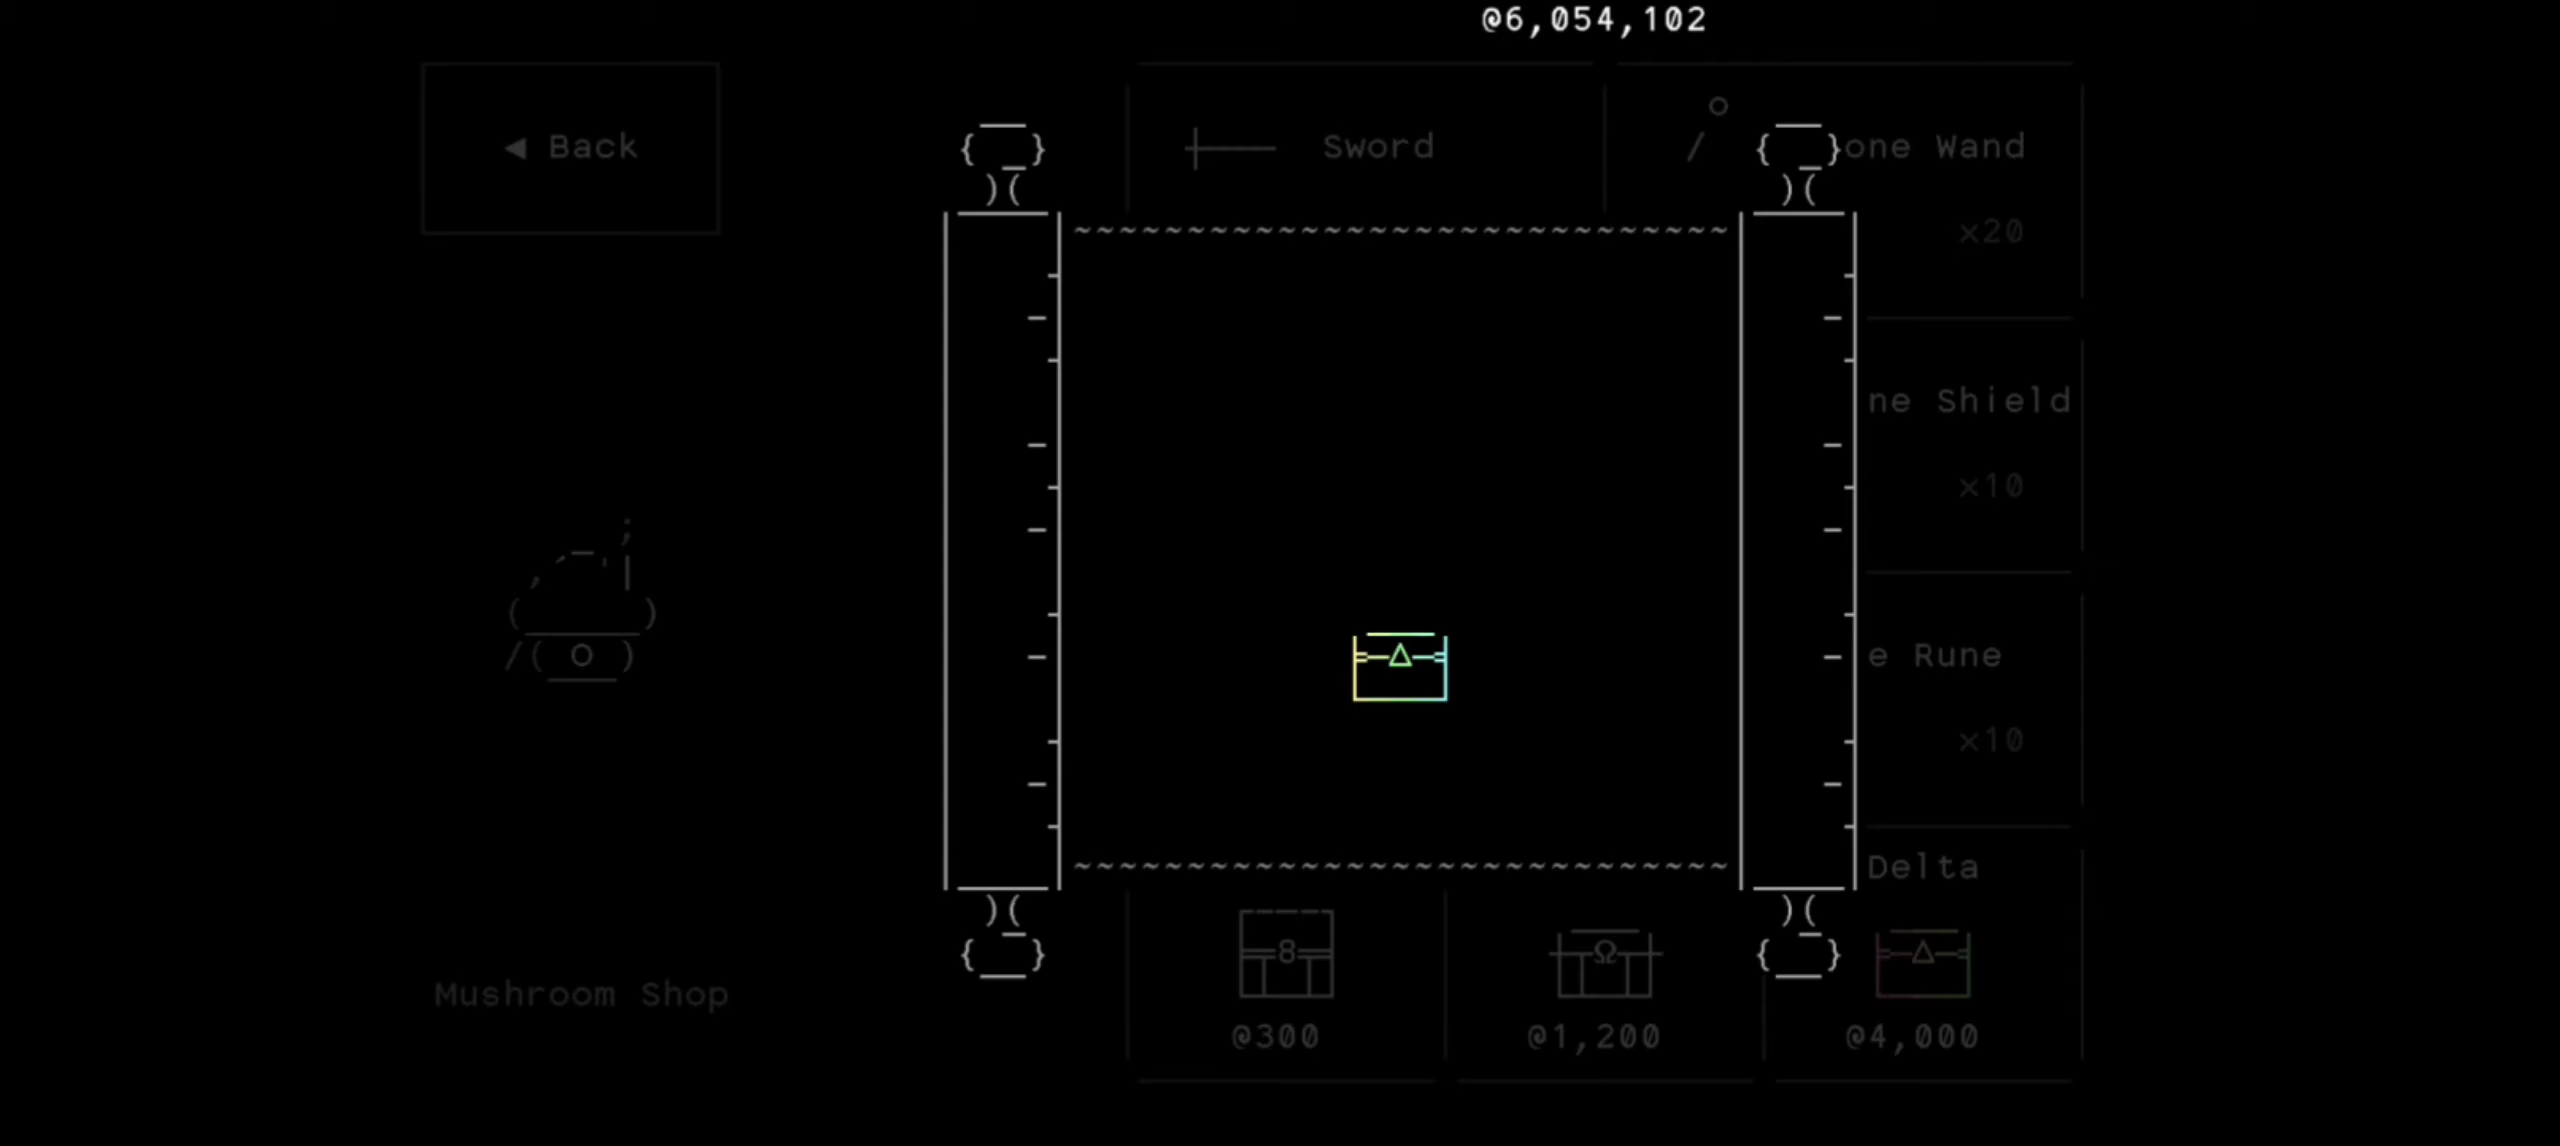 @6,054,102
◀ Back
Sword
one Wand
×20
ne Shield
×10
e Rune
×10
Delta
8
Ω
Δ
Δ
@300
@1,200
@4,000
Mushroom Shop